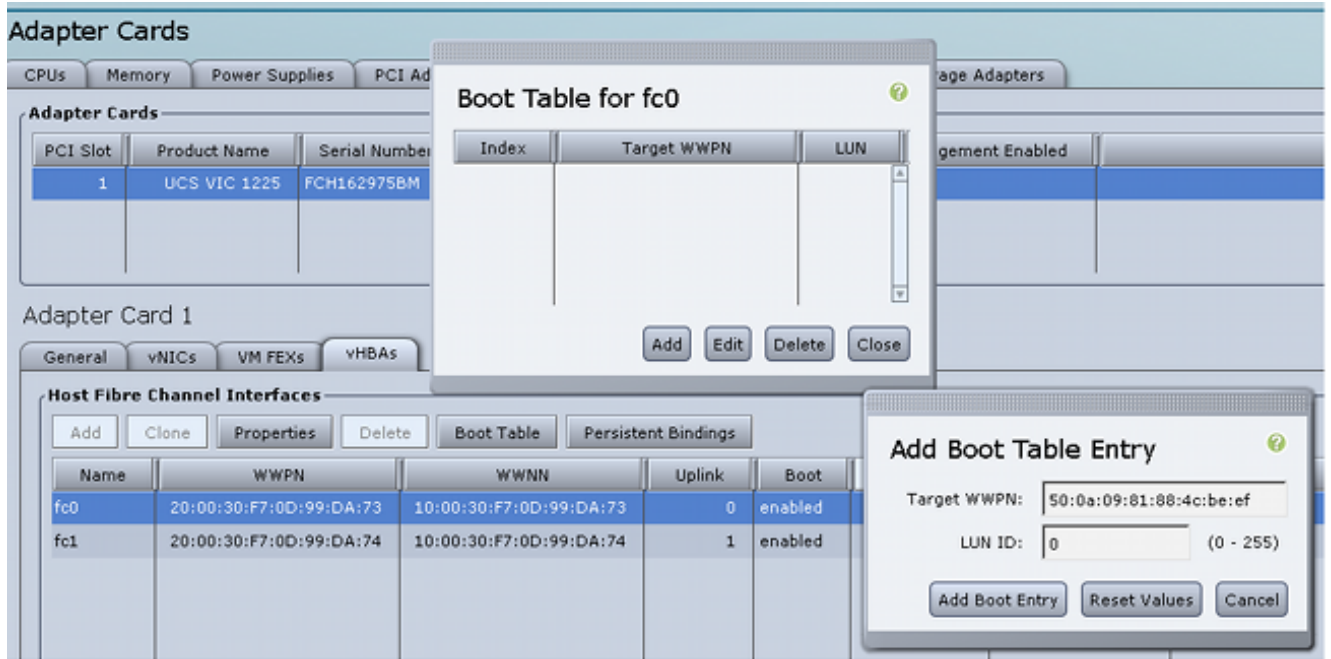 Adapter Cards
CPUs Memory Power Supplies PCI Ad age Adapters
Adapter Cards
PCI Slot Product Name Serial Number gement Enabled
1 UCS VIC 1225 FCH162975BM
Boot Table for fc0
Index Target WWPN LUN
Add Edit Delete Close
Adapter Card 1
General vNICs VM FEXs vHBAs
Host Fibre Channel Interfaces
Add Clone Properties Delete Boot Table Persistent Bindings
Name WWPN WWNN Uplink Boot
fc0 20:00:30:F7:0D:99:DA:73 10:00:30:F7:0D:99:DA:73 0 enabled
fc1 20:00:30:F7:0D:99:DA:74 10:00:30:F7:0D:99:DA:74 1 enabled
Add Boot Table Entry
Target WWPN: 50:0a:09:81:88:4c:be:ef
LUN ID: 0 (0 - 255)
Add Boot Entry Reset Values Cancel